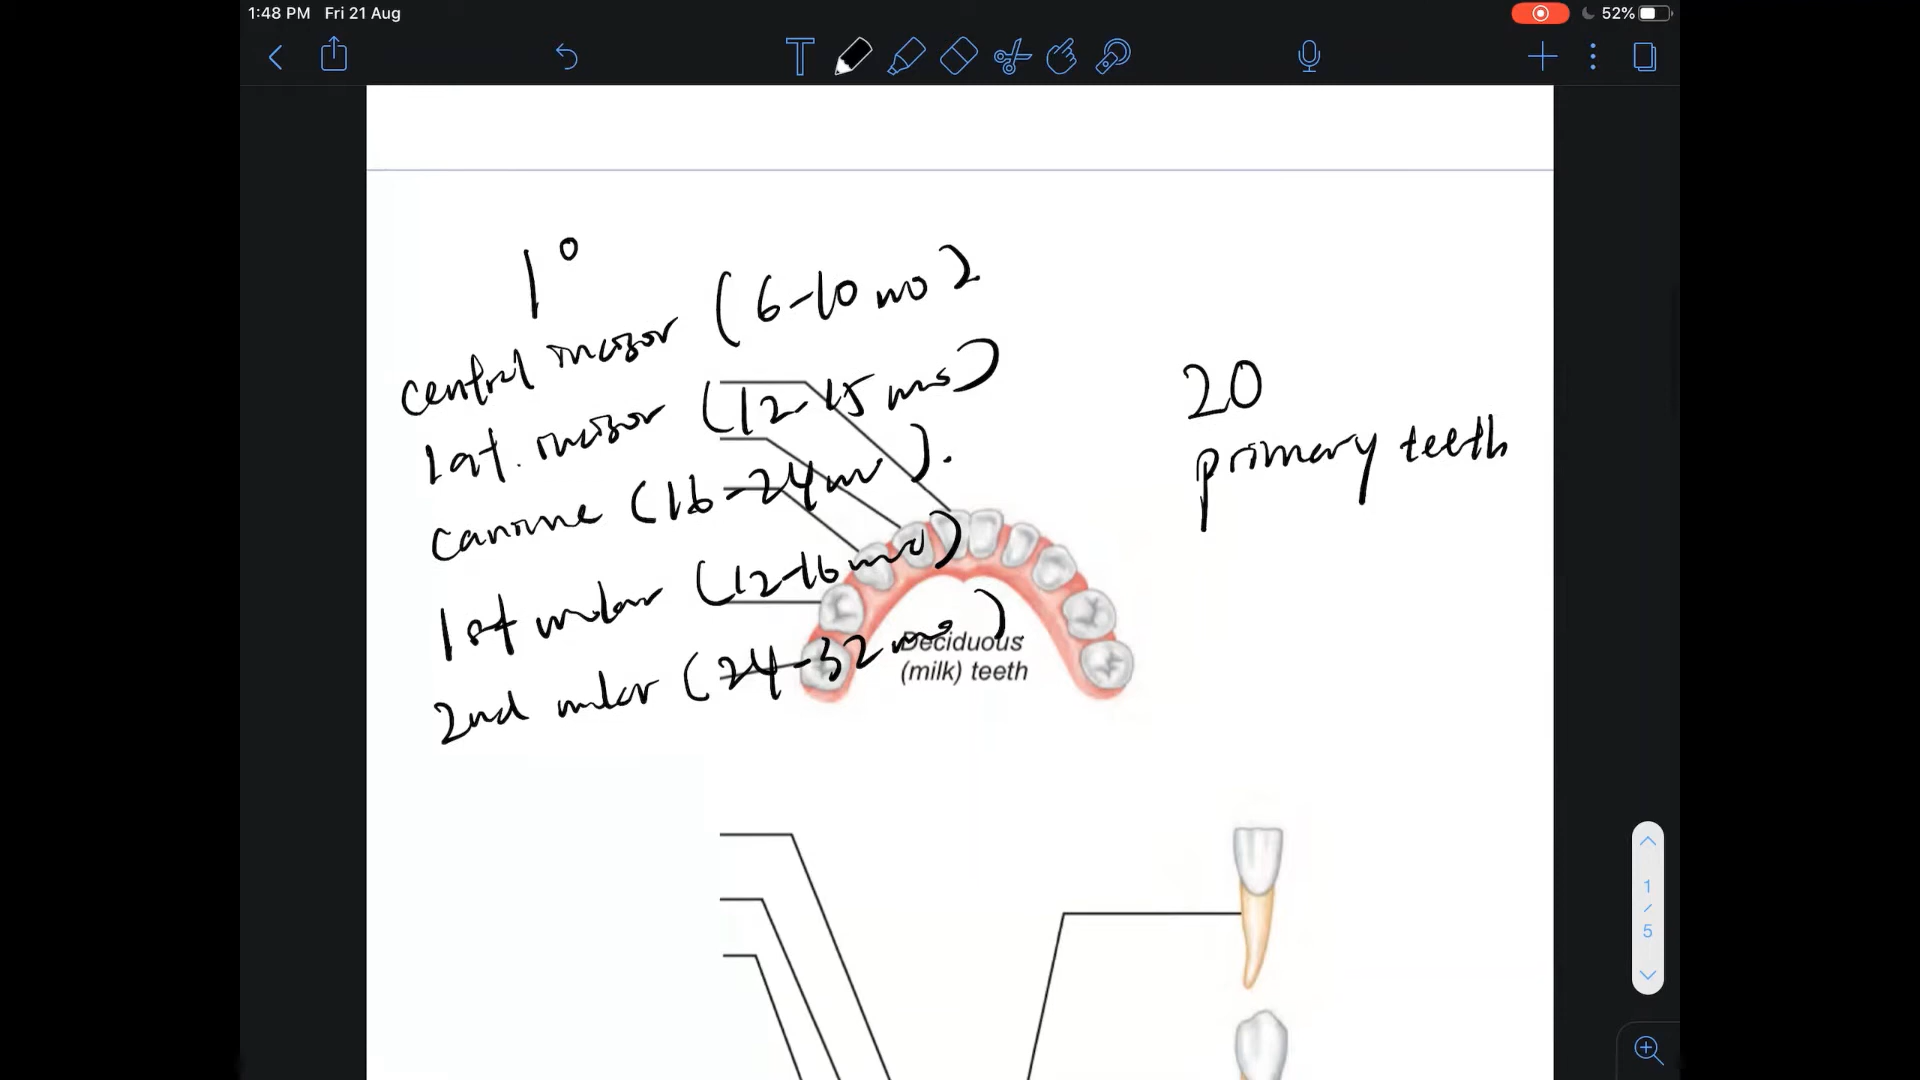 1:48 PM Fri 21 Aug
52%
1°
central incisor (6-10 mo)
lat. incisor (12-15 mo)
canine (16-24 mo).
1st molar (12-16 mo)
2nd molar (24-32 mo)
20
primary teeth
Deciduous
(milk) teeth
1
/
5